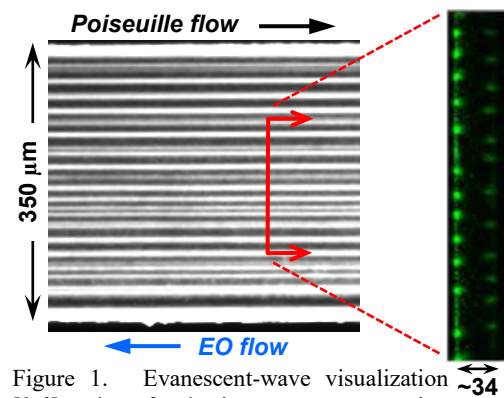 Poiseuille flow
350 µm
EO flow
~34
Figure 1. Evanescent-wave visualization